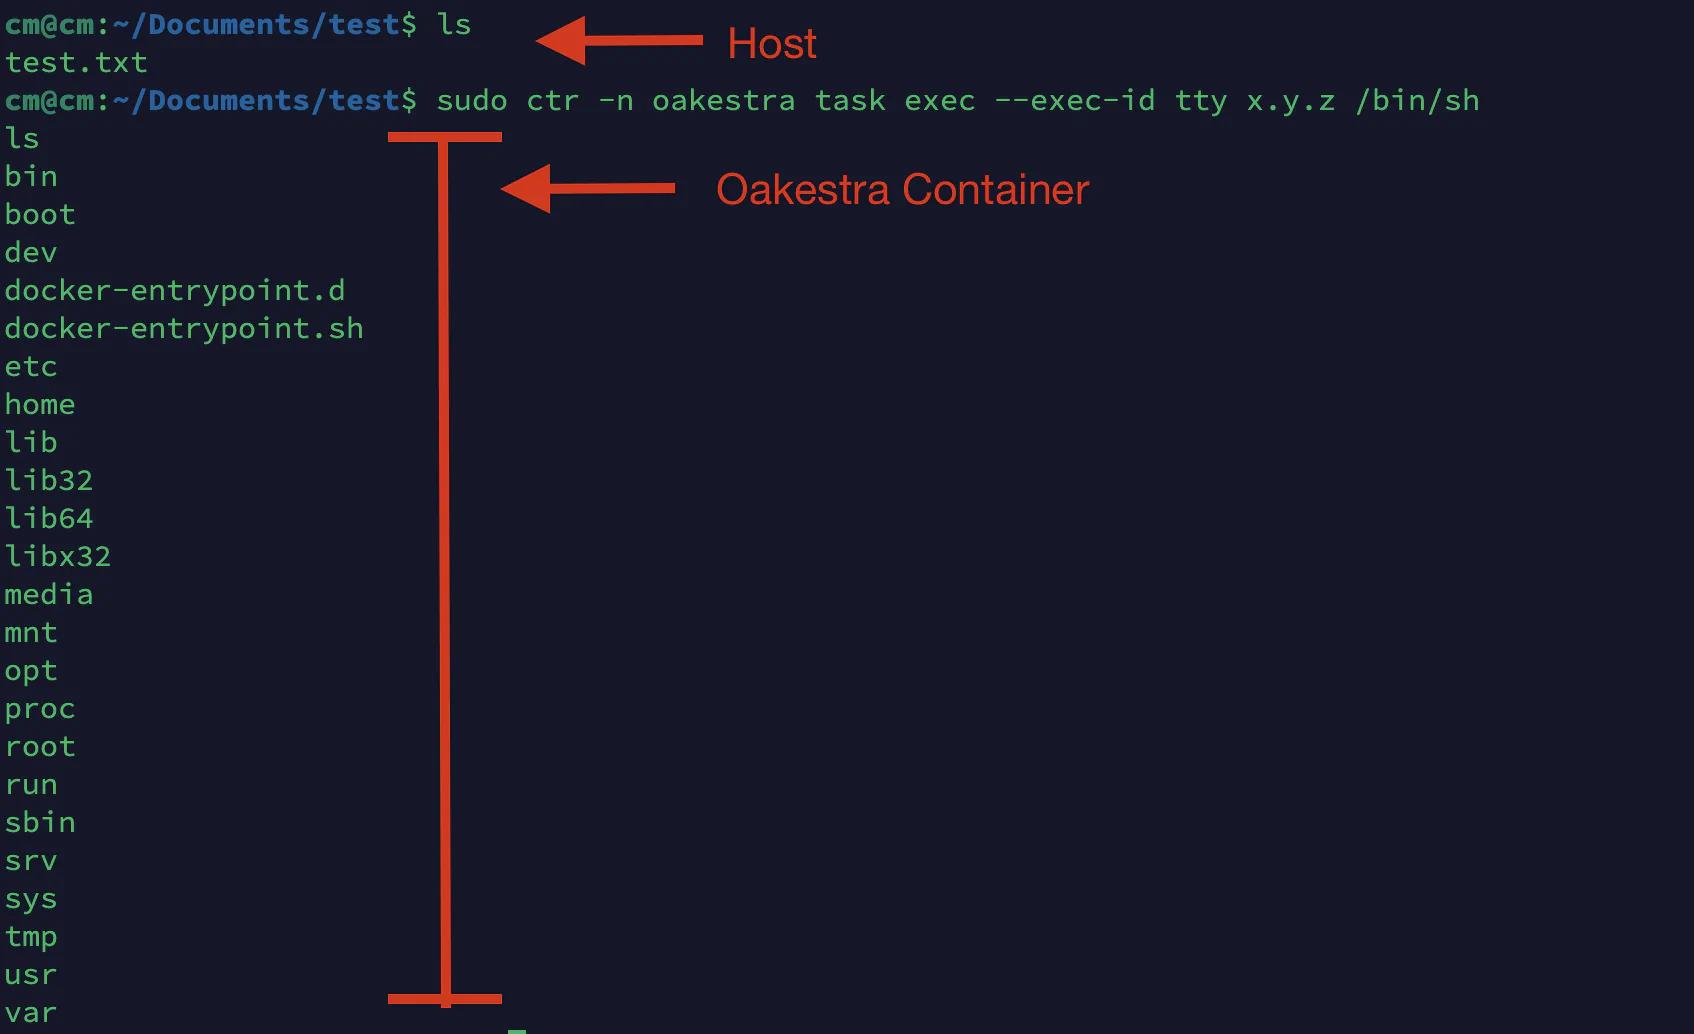 cm@cm:~/Documents/test$ ls
Host
test.txt
cm@cm:~/Documents/test$ sudo ctr -n oakestra task exec --exec-id tty x.y.z /bin/sh
ls
bin
Oakestra Container
boot
dev
docker-entrypoint.d
docker-entrypoint.sh
etc
home
lib
lib32
lib64
libx32
media
mnt
opt
proc
root
run
sbin
srv
sys
tmp
usr
var